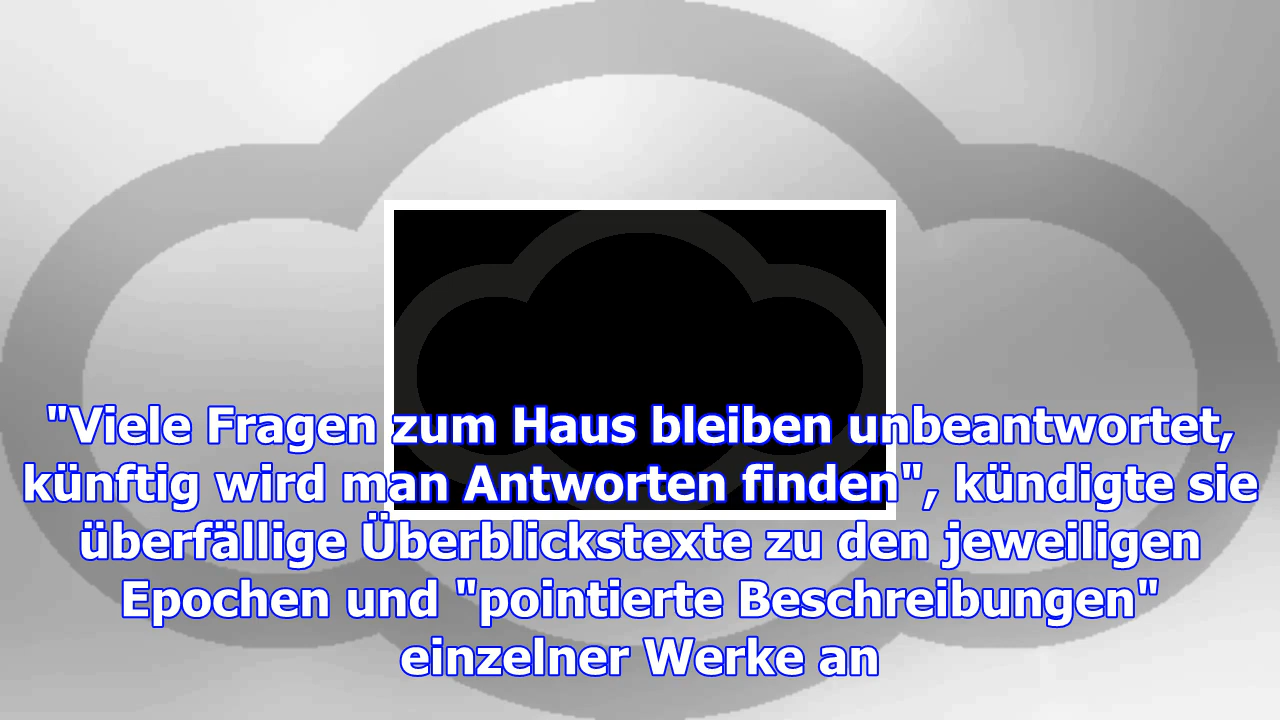 "Viele Fragen zum Haus bleiben unbeantwortet,
künftig wird man Antworten finden", kündigte sie
überfällige Überblickstexte zu den jeweiligen
Epochen und "pointierte Beschreibungen"
einzelner Werke an